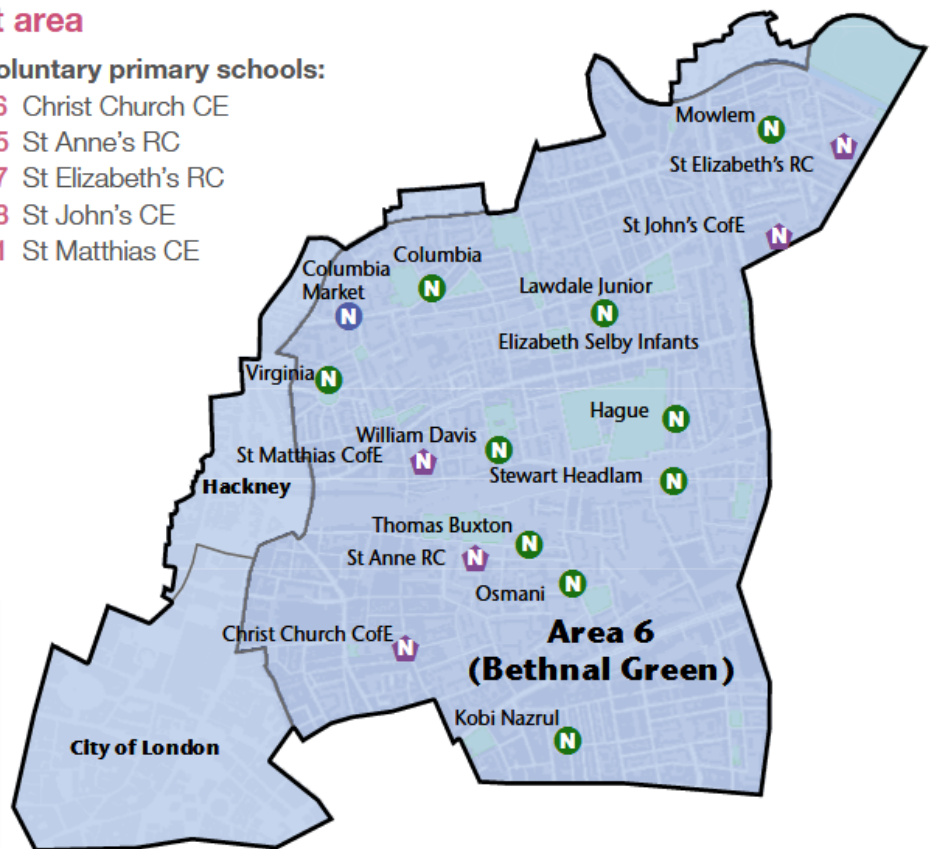 t area
oluntary primary schools:
6 Christ Church CE
5 St Anne's RC
7 St Elizabeth's RC
3 St John's CE
1 St Matthias CE
Mowlem
N
N
St Elizabeth's RC
St John's CofE
N
Columbia
Columbia
Market
N
N
Lawdale Junior
N
Elizabeth Selby Infants
Virginia
N
Hague
N
William Davis
N
St Matthias CofE
N
Stewart Headlam
N
Hackney
Thomas Buxton
N
St Anne RC
N
Osmani
N
Christ Church CofE
N
Area 6
(Bethnal Green)
Kobi Nazrul
N
City of London